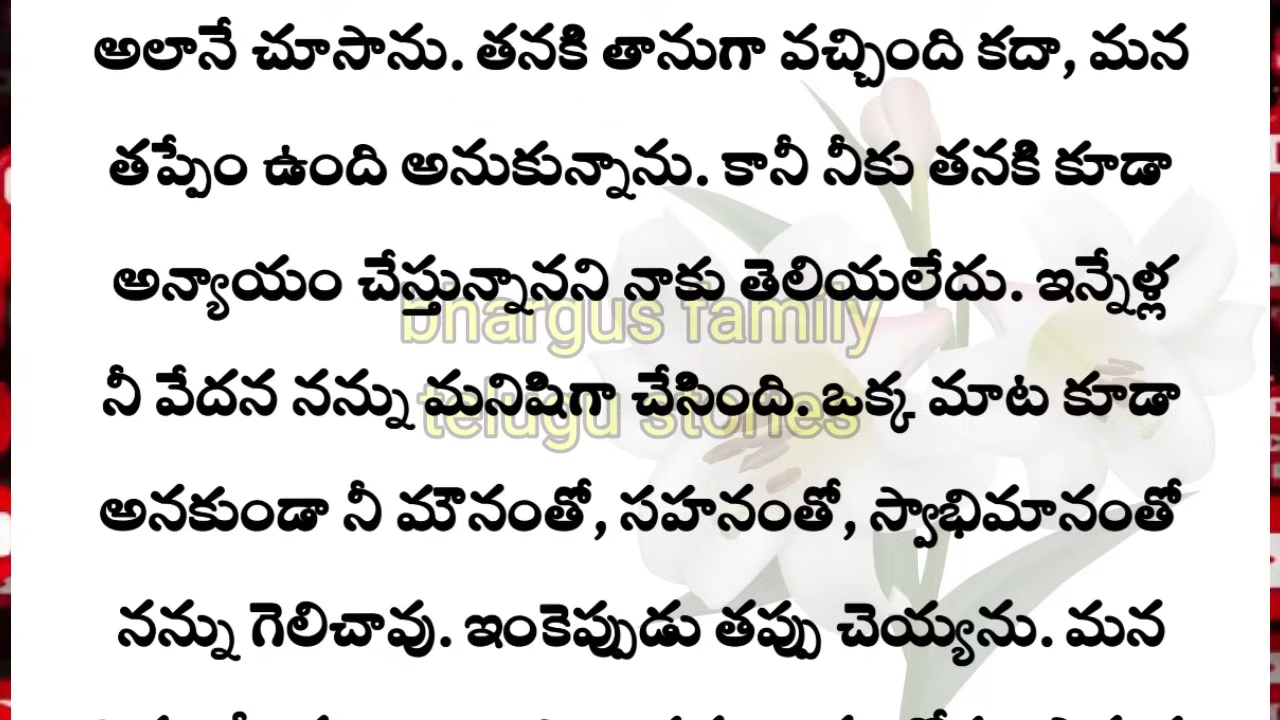 అలానే చూసాను. తనకి తానుగా వచ్చింది కదా, మన
తప్పేం ఉంది అనుకున్నాను. కానీ నీకు తనకి కూడా
అన్యాయం చేస్తున్నానని నాకు తెలియలేదు. ఇన్నేళ్ల
bhargus family
నీ వేదన నన్ను మనిషిగా చేసింది. ఒక్క మాట కూడా
telugu stories
అనకుండా నీ మౌనంతో, సహనంతో, స్వాభిమానంతో
నన్ను గెలిచావు. ఇంకెప్పుడు తప్పు చెయ్యను. మన